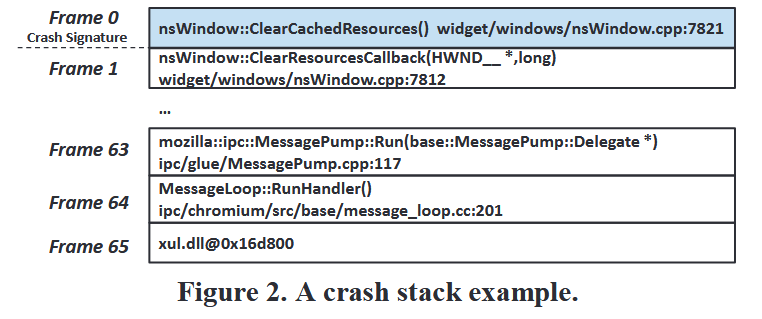 Frame 0
Crash Signature
nsWindow::ClearCachedResources() widget/windows/nsWindow.cpp:7821
Frame 1
nsWindow::ClearResourcesCallback(HWND__ *,long)
widget/windows/nsWindow.cpp:7812
...
Frame 63
mozilla::ipc::MessagePump::Run(base::MessagePump::Delegate *)
ipc/glue/MessagePump.cpp:117
Frame 64
MessageLoop::RunHandler()
ipc/chromium/src/base/message_loop.cc:201
Frame 65
xul.dll@0x16d800
Figure 2. A crash stack example.